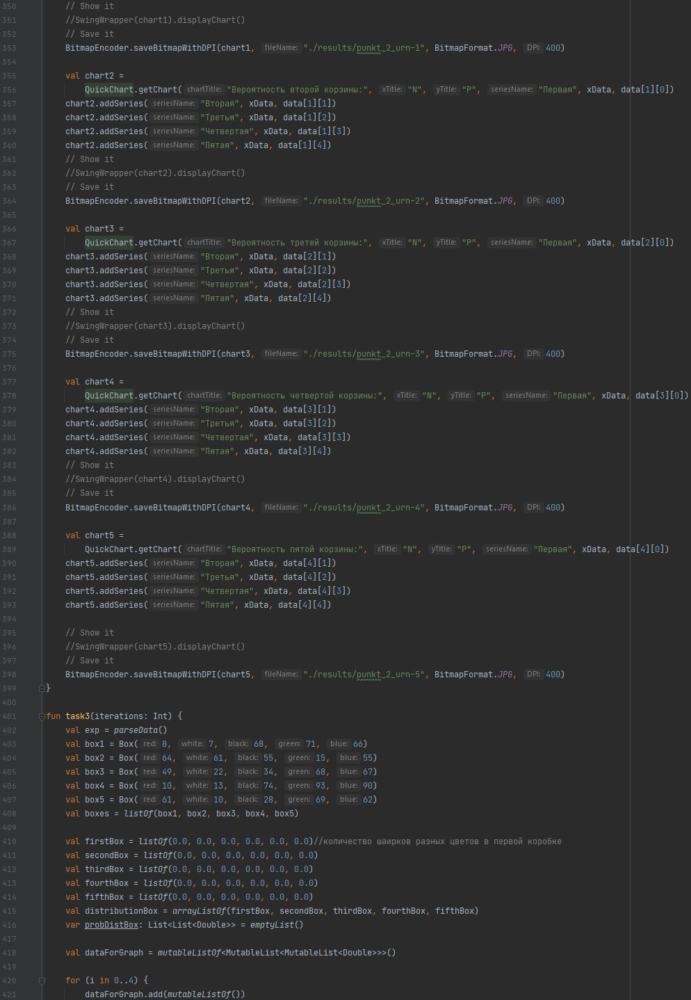 350 // Show it
351 //SwingWrapper(chart1).displayChart()
352 // Save it
353 BitmapEncoder.saveBitmapWithDPI(chart1, fileName: "./results/punkt_2_urn-1", BitmapFormat.JPG, DPI: 400)
354
355 val chart2 =
356 QuickChart.getChart( chartTitle: "Вероятность второй корзины:", xTitle: "N", yTitle: "P", seriesName: "Первая", xData, data[1][0])
357 chart2.addSeries( seriesName: "Вторая", xData, data[1][1])
358 chart2.addSeries( seriesName: "Третья", xData, data[1][2])
359 chart2.addSeries( seriesName: "Четвертая", xData, data[1][3])
360 chart2.addSeries( seriesName: "Пятая", xData, data[1][4])
361 // Show it
362 //SwingWrapper(chart2).displayChart()
363 // Save it
364 BitmapEncoder.saveBitmapWithDPI(chart2, fileName: "./results/punkt_2_urn-2", BitmapFormat.JPG, DPI: 400)
365
366 val chart3 =
367 QuickChart.getChart( chartTitle: "Вероятность третей корзины:", xTitle: "N", yTitle: "P", seriesName: "Первая", xData, data[2][0])
368 chart3.addSeries( seriesName: "Вторая", xData, data[2][1])
369 chart3.addSeries( seriesName: "Третья", xData, data[2][2])
370 chart3.addSeries( seriesName: "Четвертая", xData, data[2][3])
371 chart3.addSeries( seriesName: "Пятая", xData, data[2][4])
372 // Show it
373 //SwingWrapper(chart3).displayChart()
374 // Save it
375 BitmapEncoder.saveBitmapWithDPI(chart3, fileName: "./results/punkt_2_urn-3", BitmapFormat.JPG, DPI: 400)
376
377 val chart4 =
378 QuickChart.getChart( chartTitle: "Вероятность четвертой корзины:", xTitle: "N", yTitle: "P", seriesName: "Первая", xData, data[3][0])
379 chart4.addSeries( seriesName: "Вторая", xData, data[3][1])
380 chart4.addSeries( seriesName: "Третья", xData, data[3][2])
381 chart4.addSeries( seriesName: "Четвертая", xData, data[3][3])
382 chart4.addSeries( seriesName: "Пятая", xData, data[3][4])
383 // Show it
384 //SwingWrapper(chart4).displayChart()
385 // Save it
386 BitmapEncoder.saveBitmapWithDPI(chart4, fileName: "./results/punkt_2_urn-4", BitmapFormat.JPG, DPI: 400)
387
388 val chart5 =
389 QuickChart.getChart( chartTitle: "Вероятность пятой корзины:", xTitle: "N", yTitle: "P", seriesName: "Первая", xData, data[4][0])
390 chart5.addSeries( seriesName: "Вторая", xData, data[4][1])
391 chart5.addSeries( seriesName: "Третья", xData, data[4][2])
392 chart5.addSeries( seriesName: "Четвертая", xData, data[4][3])
393 chart5.addSeries( seriesName: "Пятая", xData, data[4][4])
394
395 // Show it
396 //SwingWrapper(chart5).displayChart()
397 // Save it
398 BitmapEncoder.saveBitmapWithDPI(chart5, fileName: "./results/punkt_2_urn-5", BitmapFormat.JPG, DPI: 400)
399 }
400
401 fun task3(iterations: Int) {
402 val exp = parseData()
403 val box1 = Box( red: 8, white: 7, black: 68, green: 71, blue: 66)
404 val box2 = Box( red: 64, white: 61, black: 55, green: 15, blue: 55)
405 val box3 = Box( red: 49, white: 22, black: 34, green: 68, blue: 67)
406 val box4 = Box( red: 10, white: 13, black: 74, green: 93, blue: 90)
407 val box5 = Box( red: 61, white: 10, black: 28, green: 69, blue: 62)
408 val boxes = listOf(box1, box2, box3, box4, box5)
409
410 val firstBox = listOf(0.0, 0.0, 0.0, 0.0, 0.0, 0.0)//количество шаирков разных цветов в первой коробке
411 val secondBox = listOf(0.0, 0.0, 0.0, 0.0, 0.0, 0.0)
412 val thirdBox = listOf(0.0, 0.0, 0.0, 0.0, 0.0, 0.0)
413 val fourthBox = listOf(0.0, 0.0, 0.0, 0.0, 0.0, 0.0)
414 val fifthBox = listOf(0.0, 0.0, 0.0, 0.0, 0.0, 0.0)
415 val distributionBox = arrayListOf(firstBox, secondBox, thirdBox, fourthBox, fifthBox)
416 var probDistBox: List<List<Double>> = emptyList()
417
418 val dataForGraph = mutableListOf<MutableList<MutableList<Double>>>()
419
420 for (i in 0..4) {
421 dataForGraph.add(mutableListOf())